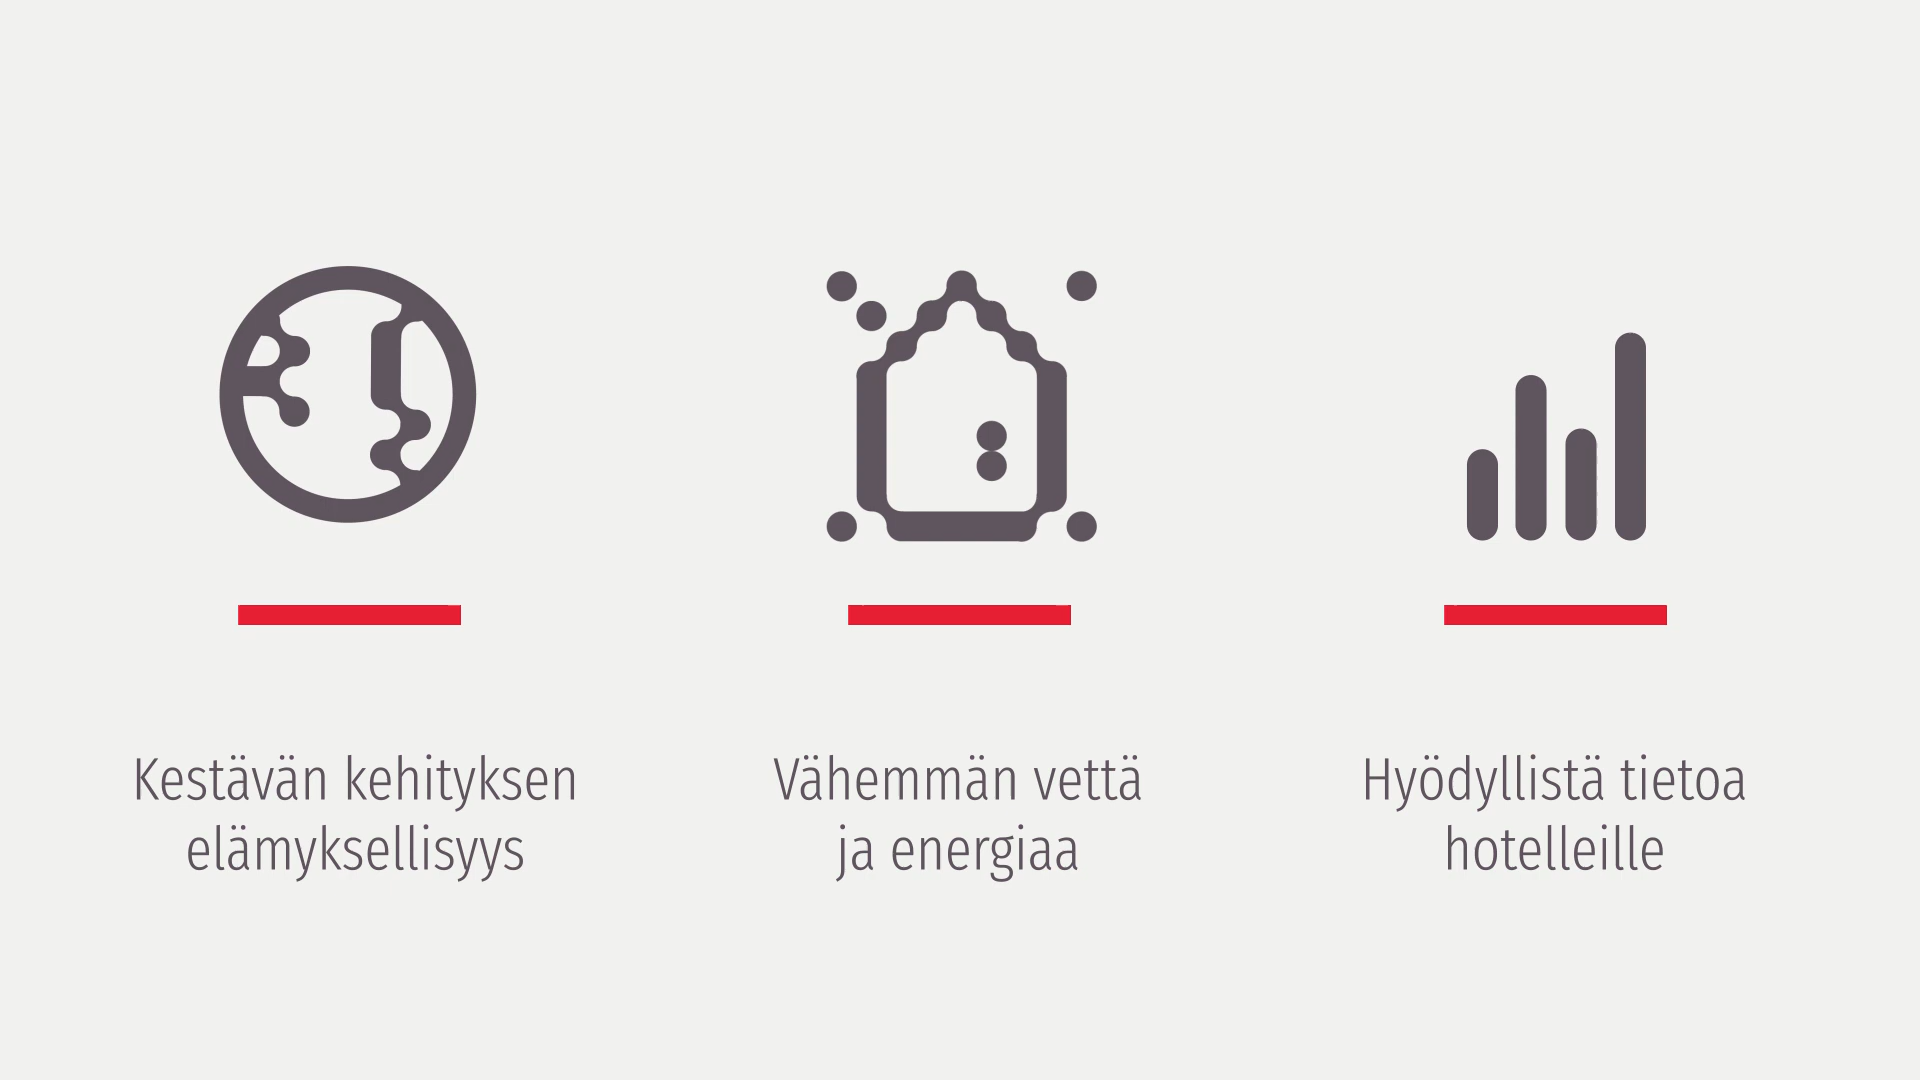 Kestävän kehityksen
elämyksellisyys
Vähemmän vettä
ja energiaa
Hyödyllistä tietoa
hotelleille